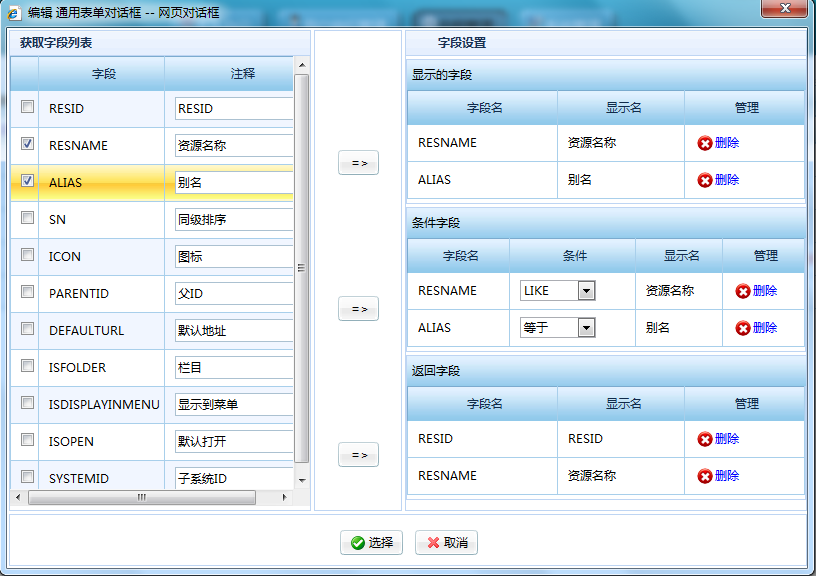 编辑 通用表单对话框 -- 网页对话框
获取字段列表
字段 注释
RESID RESID
RESNAME 资源名称
ALIAS 别名
SN 同级排序
ICON 图标
PARENTID 父ID
DEFAULTURL 默认地址
ISFOLDER 栏目
ISDISPLAYINMENU 显示到菜单
ISOPEN 默认打开
SYSTEMID 子系统ID
=>
=>
=>
字段设置
显示的字段
字段名 显示名 管理
RESNAME 资源名称 删除
ALIAS 别名 删除
条件字段
字段名 条件 显示名 管理
RESNAME LIKE 资源名称 删除
ALIAS 等于 别名 删除
返回字段
字段名 显示名 管理
RESID RESID 删除
RESNAME 资源名称 删除
选择 取消